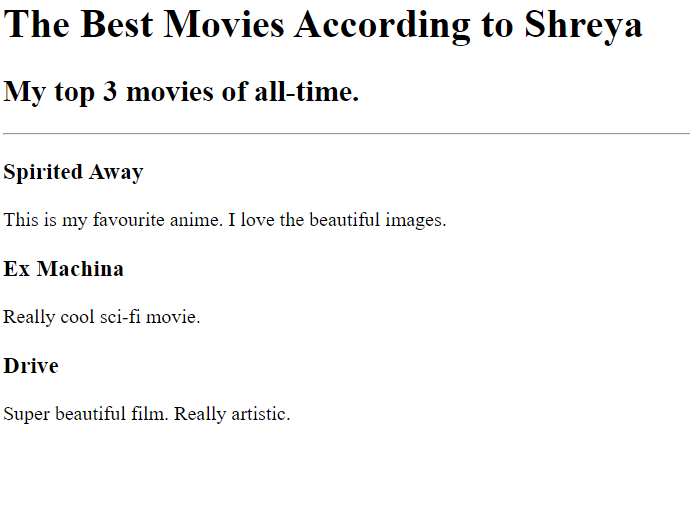 The Best Movies According to Shreya
My top 3 movies of all-time.
Spirited Away
This is my favourite anime. I love the beautiful images.
Ex Machina
Really cool sci-fi movie.
Drive
Super beautiful film. Really artistic.